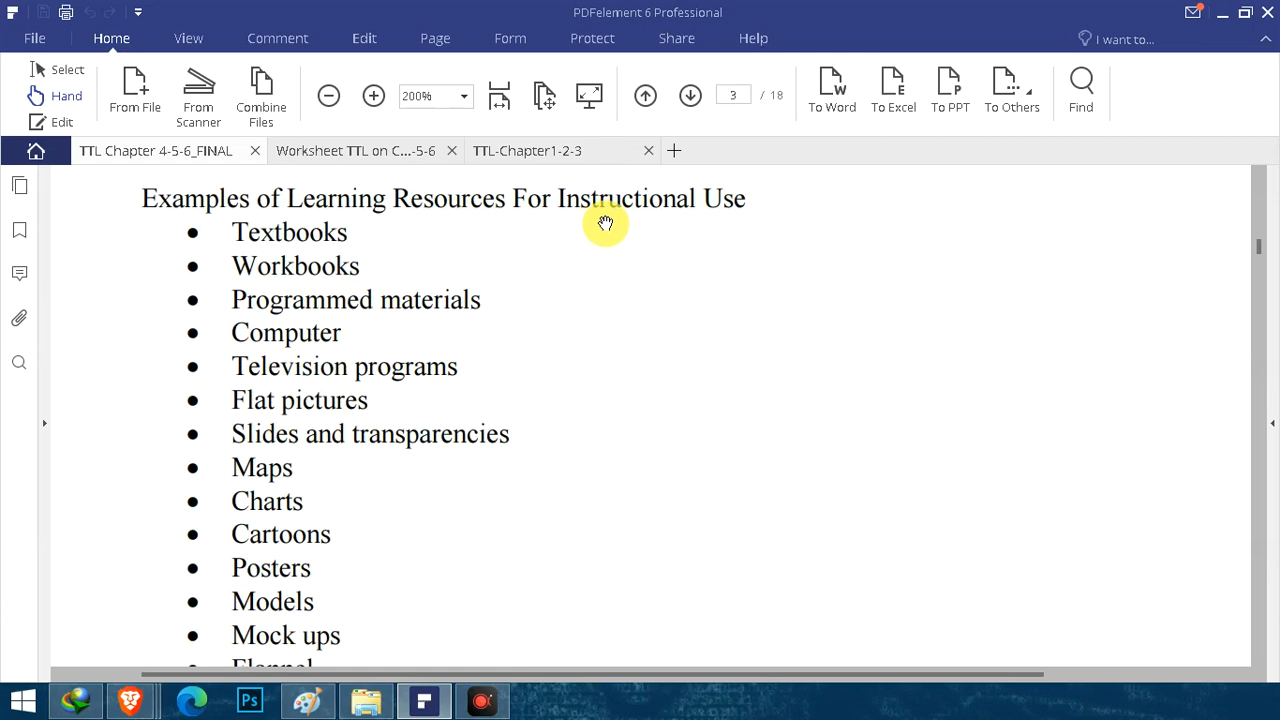 PDFelement 6 Professional
File Home View Comment Edit Page Form Protect Share Help I want to...
Select
Hand
Edit
From File
From Scanner
Combine Files
200%
3 / 18
To Word
To Excel
To PPT
To Others
Find
TTL Chapter 4-5-6_FINAL
Worksheet TTL on C...-5-6
TTL-Chapter1-2-3
Examples of Learning Resources For Instructional Use
• Textbooks
• Workbooks
• Programmed materials
• Computer
• Television programs
• Flat pictures
• Slides and transparencies
• Maps
• Charts
• Cartoons
• Posters
• Models
• Mock ups
• Flannel
Ps